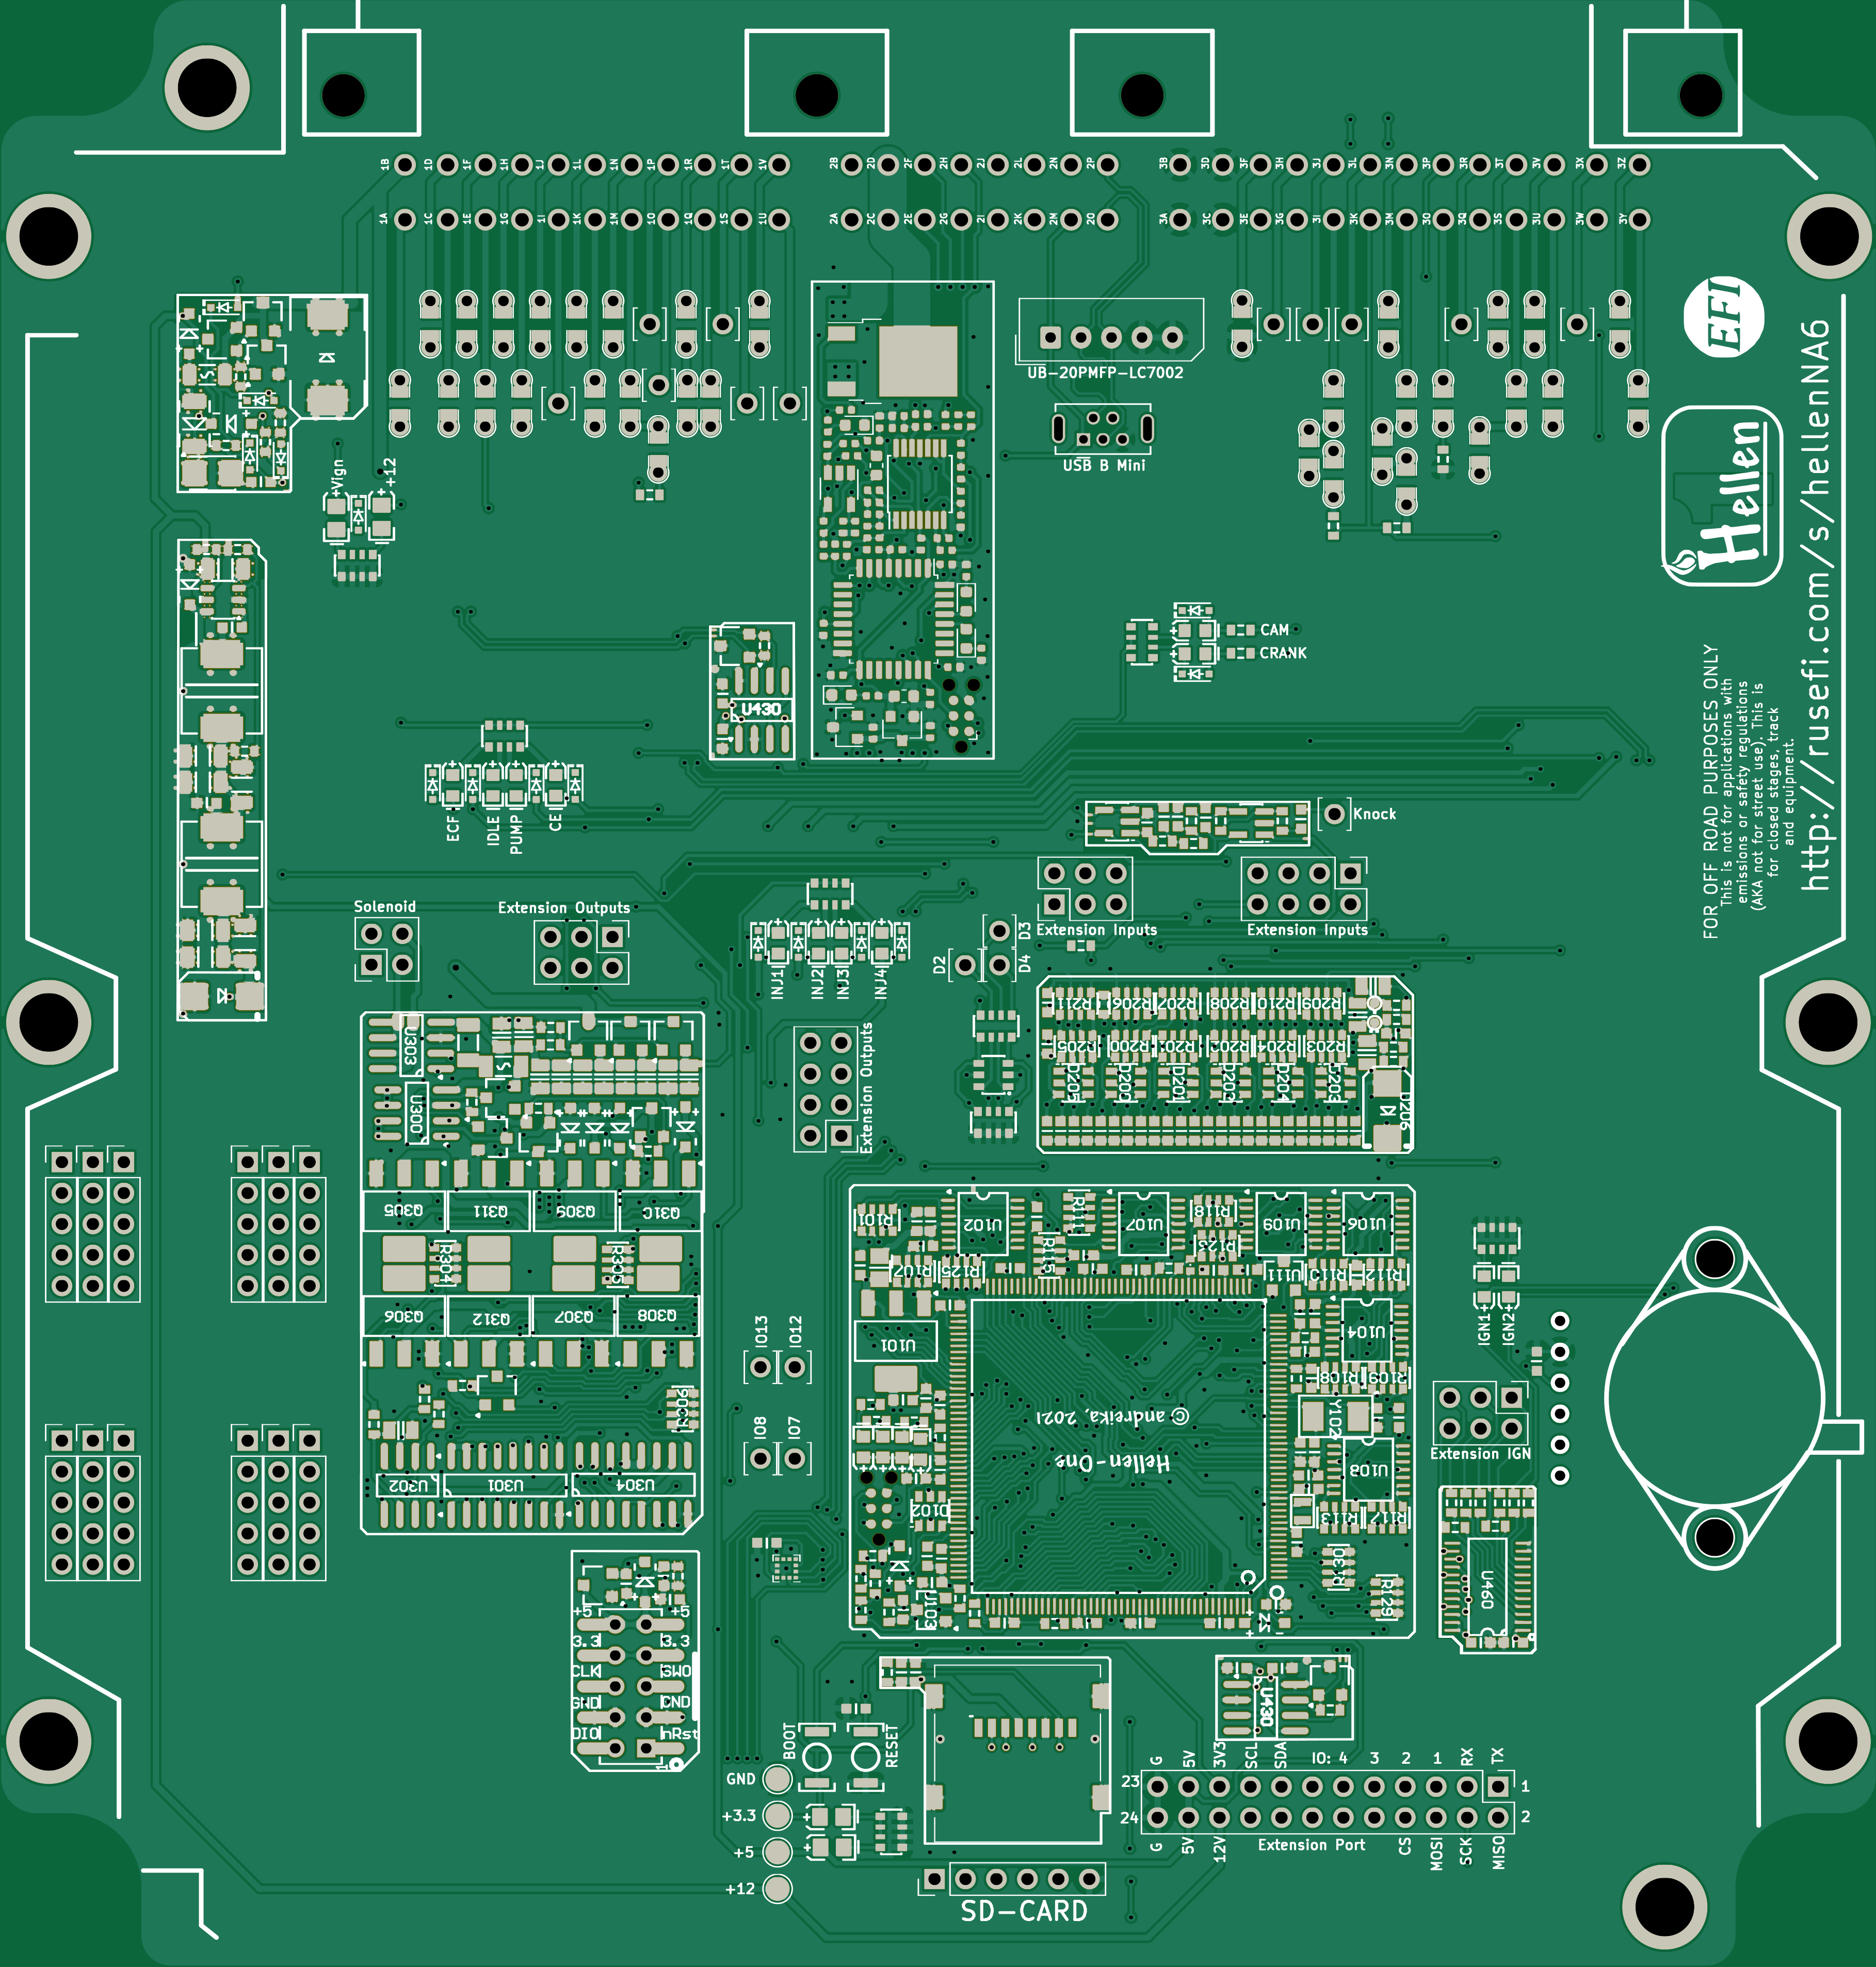 1B 1D 1F 1H 1J 1L 1N 1P 1R 1T 1V
2B 2D 2F 2H 2J 2L 2N 2P
3B 3D 3F 3H 3J 3L 3N 3P 3R 3T 3V 3X 3Z
1A 1C 1E 1G 1I 1K 1M 1O 1Q 1S 1U
2A 2C 2E 2G 2I 2K 2M 2O
3A 3C 3E 3G 3I 3K 3M 3O 3Q 3S 3U 3W 3Y
EFI
UB-20PMFP-LC7002
USB B Mini
Hellen
+Vign
+12
http://rusefi.com/s/hellenNA6
FOR OFF ROAD PURPOSES ONLY
This is not for applications with
emissions or safety regulations
(AKA not for street use). This is
for closed stages, track
and equipment.
CAM
CRANK
U430
ECF
IDLE
PUMP
CE
Knock
Solenoid
Extension Outputs
Extension Inputs
Extension Inputs
D3
D2
D4
INJ1
INJ2
INJ3
INJ4
R211 R206 R207 R208 R210 R209
R205 R200 R201 R202 R204 R203
D205 D200 D201 D203 D204 D203
U206
U303
U300
Extension Outputs
Q305 Q311 Q309 Q31C
R304 R305
Q306 Q312 Q307 Q308
U302 U301 U304
IO13
IO12
IO8
IO7
R101 U102 R111 U107 R118 U109 U106
R115 R123
R107 R125 U111 R110 R112
U101 U104
R108 R109
Y102
© andreika, 2021
Hellen-One
U108
D102
R113 R117
R130
R129
U103
IGN1
IGN2
Extension IGN
U460
+5 +5
3.3 3.3
CLK SWO
GND GND
DIO nRst
1
BOOT
RESET
U430
GND
+3.3
+5
+12
G 5V 3V3 SCL SDA IO: 4 3 2 1 RX TX
23 1
24 2
G 5V 12V Extension Port CS MOSI SCK MISO
SD-CARD